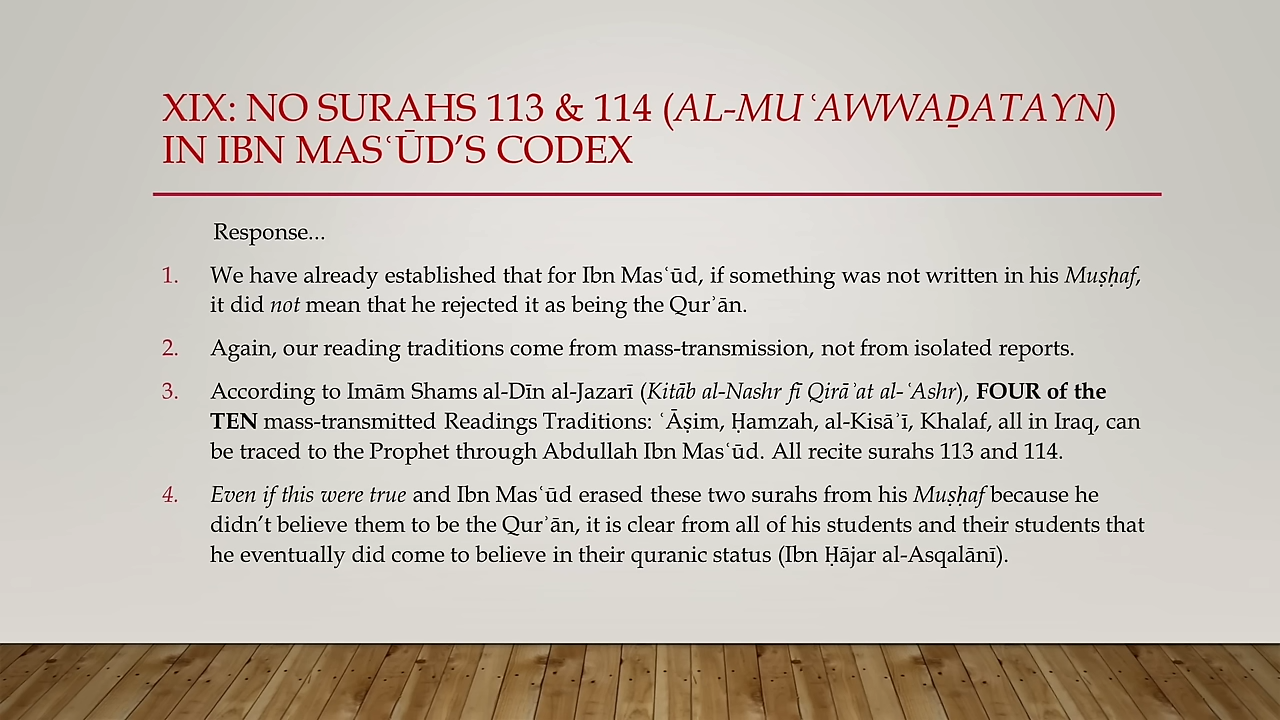 XIX: NO SURAHS 113 & 114 (AL-MUʿAWWAḎATAYN)
IN IBN MASʿŪD’S CODEX
Response...
1. We have already established that for Ibn Masʿūd, if something was not written in his Muṣḥaf,
it did not mean that he rejected it as being the Qurʾān.
2. Again, our reading traditions come from mass-transmission, not from isolated reports.
3. According to Imām Shams al-Dīn al-Jazarī (Kitāb al-Nashr fī Qirāʾat al-ʿAshr), FOUR of the
TEN mass-transmitted Readings Traditions: ʿĀṣim, Ḥamzah, al-Kisāʾī, Khalaf, all in Iraq, can
be traced to the Prophet through Abdullah Ibn Masʿūd. All recite surahs 113 and 114.
4. Even if this were true and Ibn Masʿūd erased these two surahs from his Muṣḥaf because he
didn’t believe them to be the Qurʾān, it is clear from all of his students and their students that
he eventually did come to believe in their quranic status (Ibn Ḥājar al-Asqalānī).